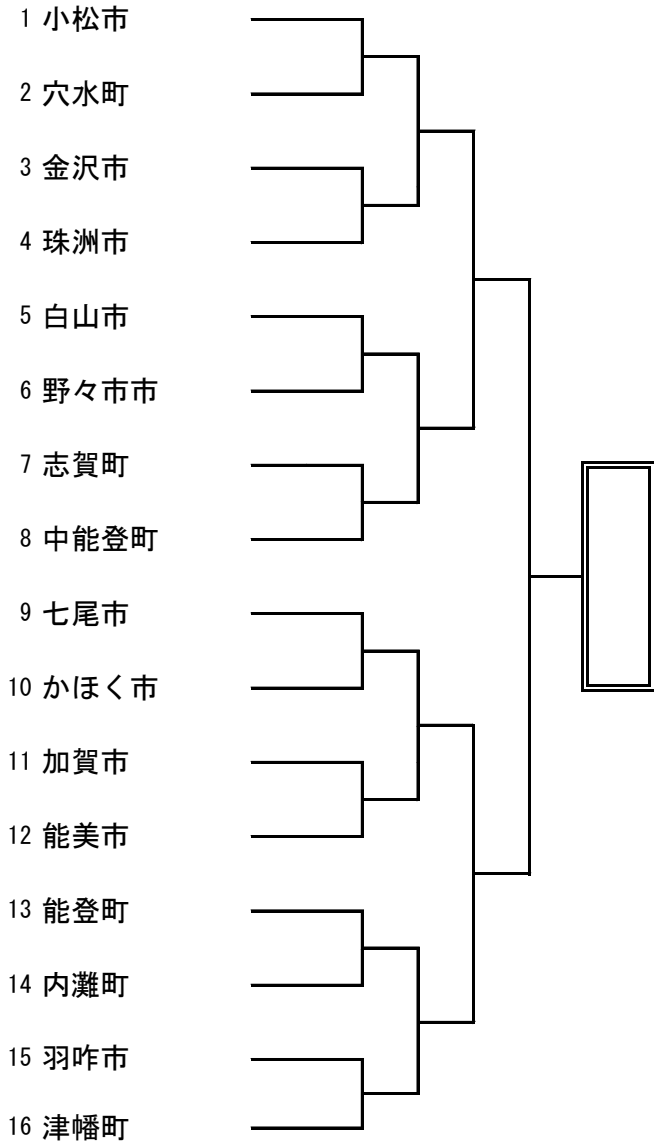 1 小松市
2 穴水町
3 金沢市
4 珠洲市
5 白山市
6 野々市市
7 志賀町
8 中能登町
9 七尾市
10 かほく市
11 加賀市
12 能美市
13 能登町
14 内灘町
15 羽咋市
16 津幡町